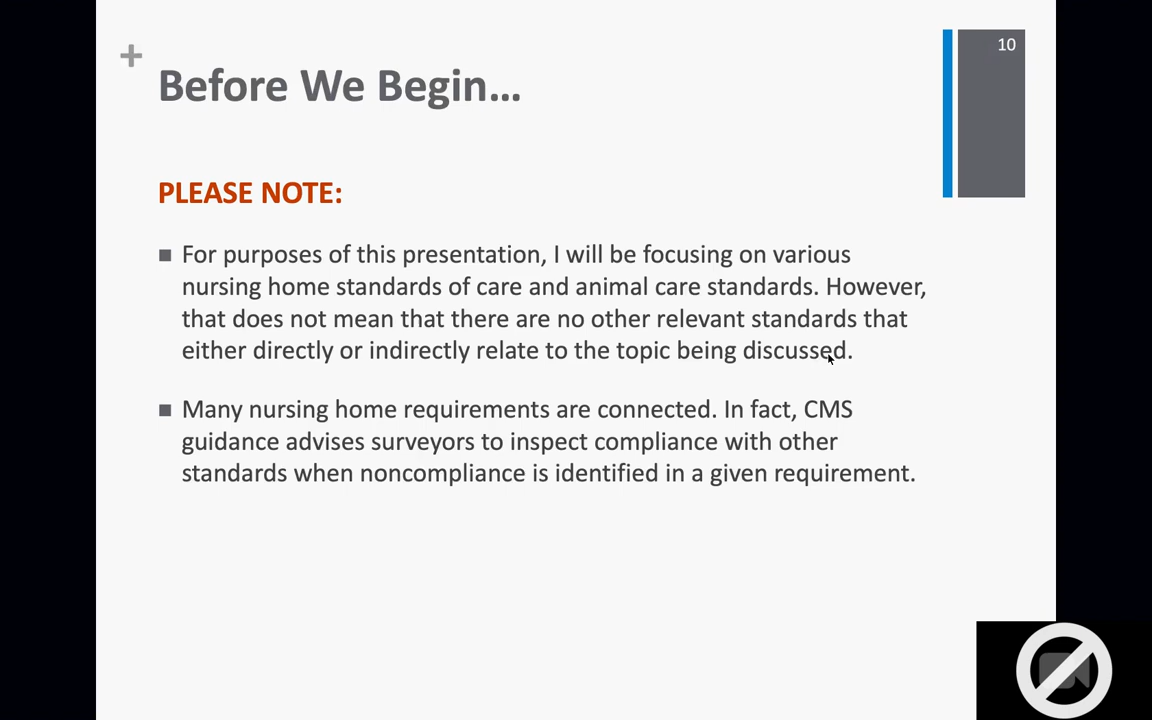 10
+
Before We Begin...
PLEASE NOTE:
■ For purposes of this presentation, I will be focusing on various
nursing home standards of care and animal care standards. However,
that does not mean that there are no other relevant standards that
either directly or indirectly relate to the topic being discussed.
■ Many nursing home requirements are connected. In fact, CMS
guidance advises surveyors to inspect compliance with other
standards when noncompliance is identified in a given requirement.